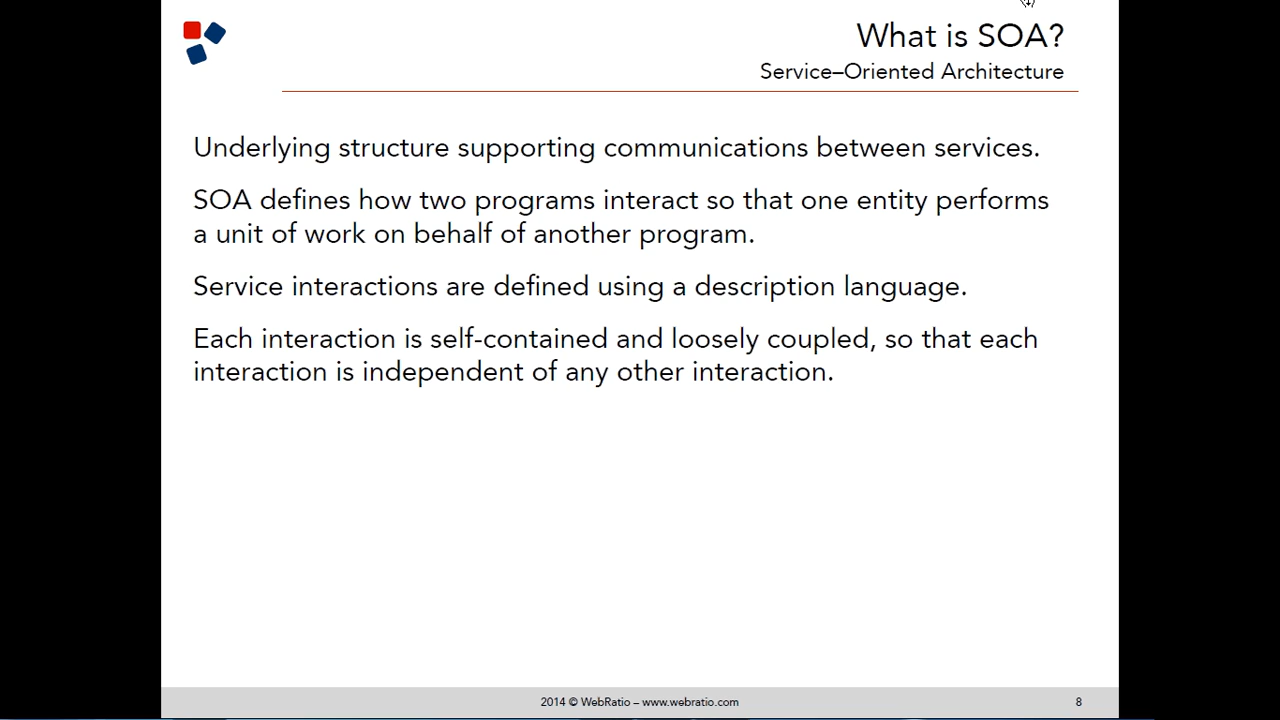 What is SOA?
Service–Oriented Architecture
Underlying structure supporting communications between services.
SOA defines how two programs interact so that one entity performs
a unit of work on behalf of another program.
Service interactions are defined using a description language.
Each interaction is self-contained and loosely coupled, so that each
interaction is independent of any other interaction.
2014 © WebRatio – www.webratio.com
8